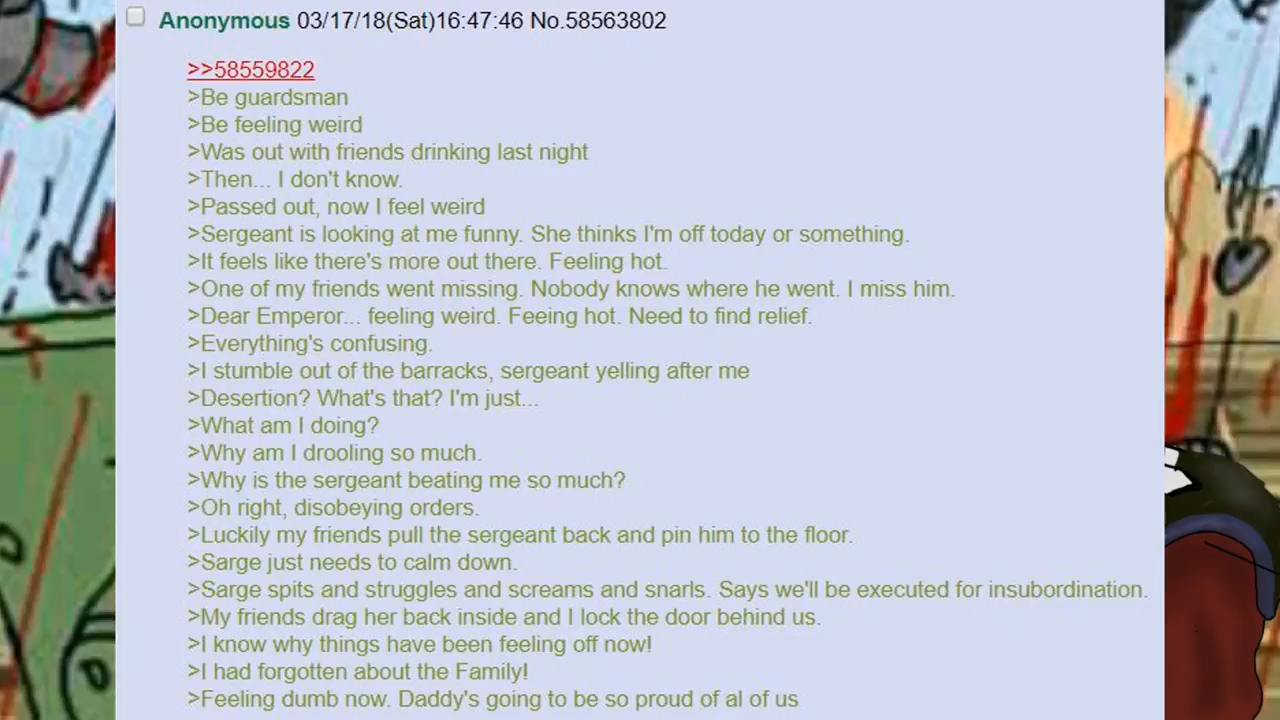 Anonymous 03/17/18(Sat)16:47:46 No.58563802
>>58559822
>Be guardsman
>Be feeling weird
>Was out with friends drinking last night
>Then... I don't know.
>Passed out, now I feel weird
>Sergeant is looking at me funny. She thinks I'm off today or something.
>It feels like there's more out there. Feeling hot.
>One of my friends went missing. Nobody knows where he went. I miss him.
>Dear Emperor... feeling weird. Feeing hot. Need to find relief.
>Everything's confusing.
>I stumble out of the barracks, sergeant yelling after me
>Desertion? What's that? I'm just...
>What am I doing?
>Why am I drooling so much.
>Why is the sergeant beating me so much?
>Oh right, disobeying orders.
>Luckily my friends pull the sergeant back and pin him to the floor.
>Sarge just needs to calm down.
>Sarge spits and struggles and screams and snarls. Says we'll be executed for insubordination.
>My friends drag her back inside and I lock the door behind us.
>I know why things have been feeling off now!
>I had forgotten about the Family!
>Feeling dumb now. Daddy's going to be so proud of al of us